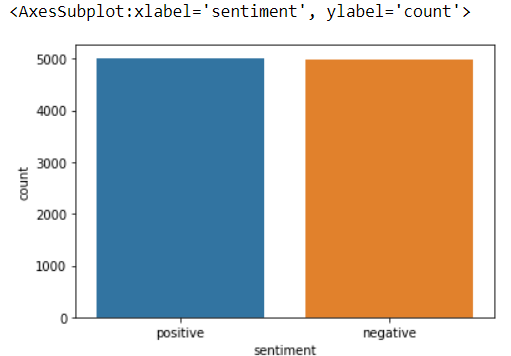 <AxesSubplot:xlabel='sentiment', ylabel='count'>
5000
4000
3000
2000
1000
0
count
positive negative
sentiment